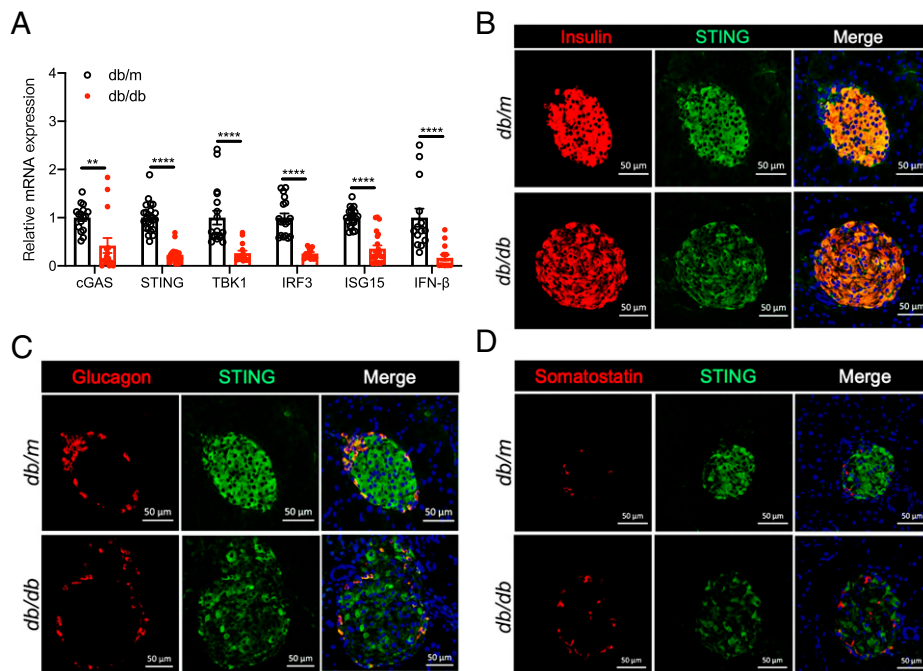 A
Relative mRNA expression
4
3
2
1
0
db/m
db/db
**
****
****
****
****
****
cGAS
STING
TBK1
IRF3
ISG15
IFN-β
B
Insulin
STING
Merge
db/m
50 μm
50 μm
50 μm
db/db
50 μm
50 μm
50 μm
C
Glucagon
STING
Merge
db/m
50 μm
50 μm
50 μm
db/db
50 μm
50 μm
50 μm
D
Somatostatin
STING
Merge
db/m
50 μm
50 μm
50 μm
db/db
50 μm
50 μm
50 μm